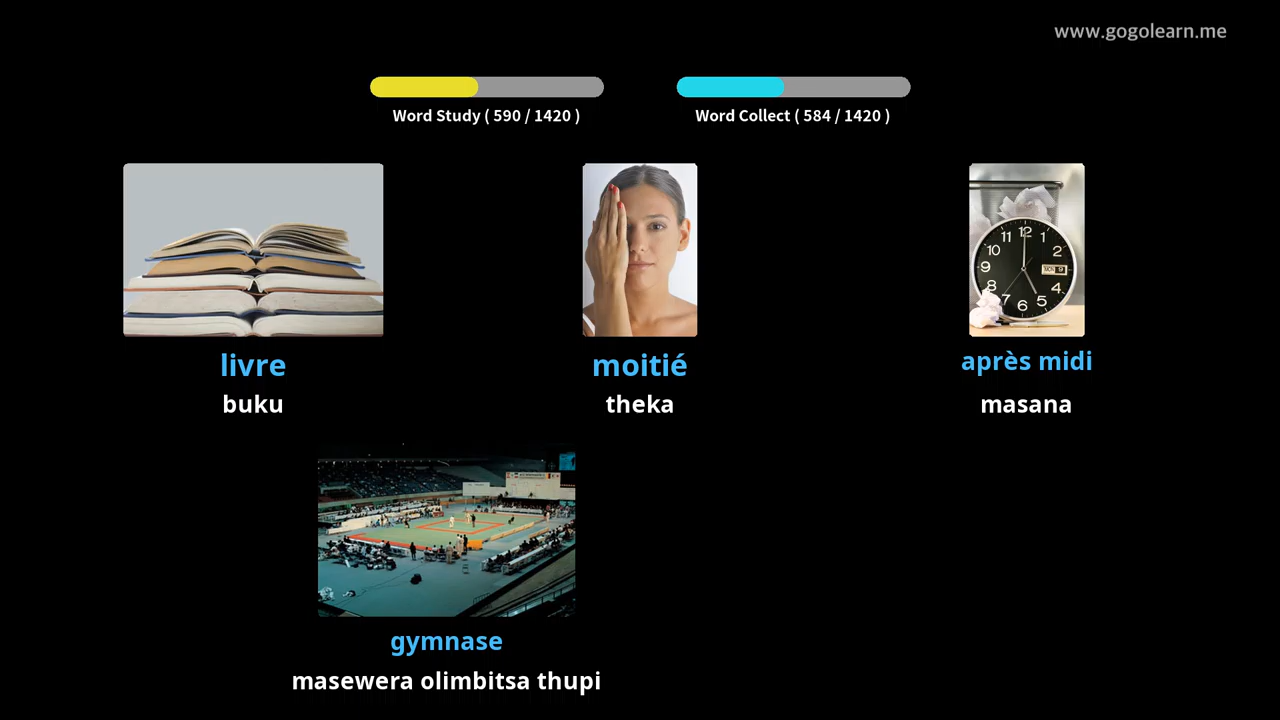 www.gogolearn.me
Word Study ( 590 / 1420 )
Word Collect ( 584 / 1420 )
livre
moitié
après midi
buku
theka
masana
gymnase
masewera olimbitsa thupi